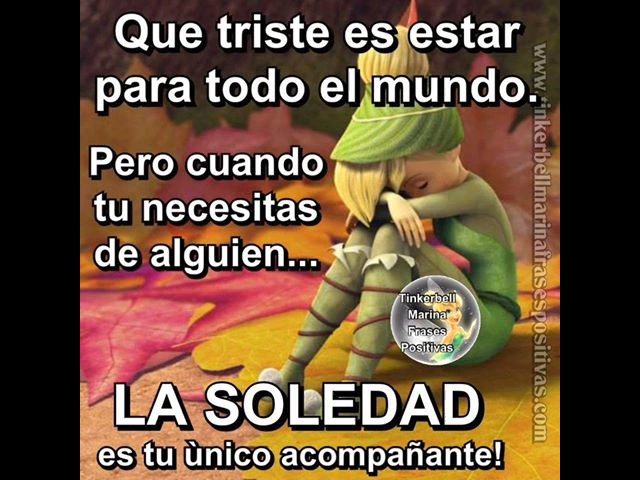 Que triste es estar
para todo el mundo.
Pero cuando
tu necesitas
de alguien...
Tinkerbell
Marina
Frases
Positivas
LA SOLEDAD
es tu ùnico acompañante!
www.tinkerbellmarinafrasespositivas.com